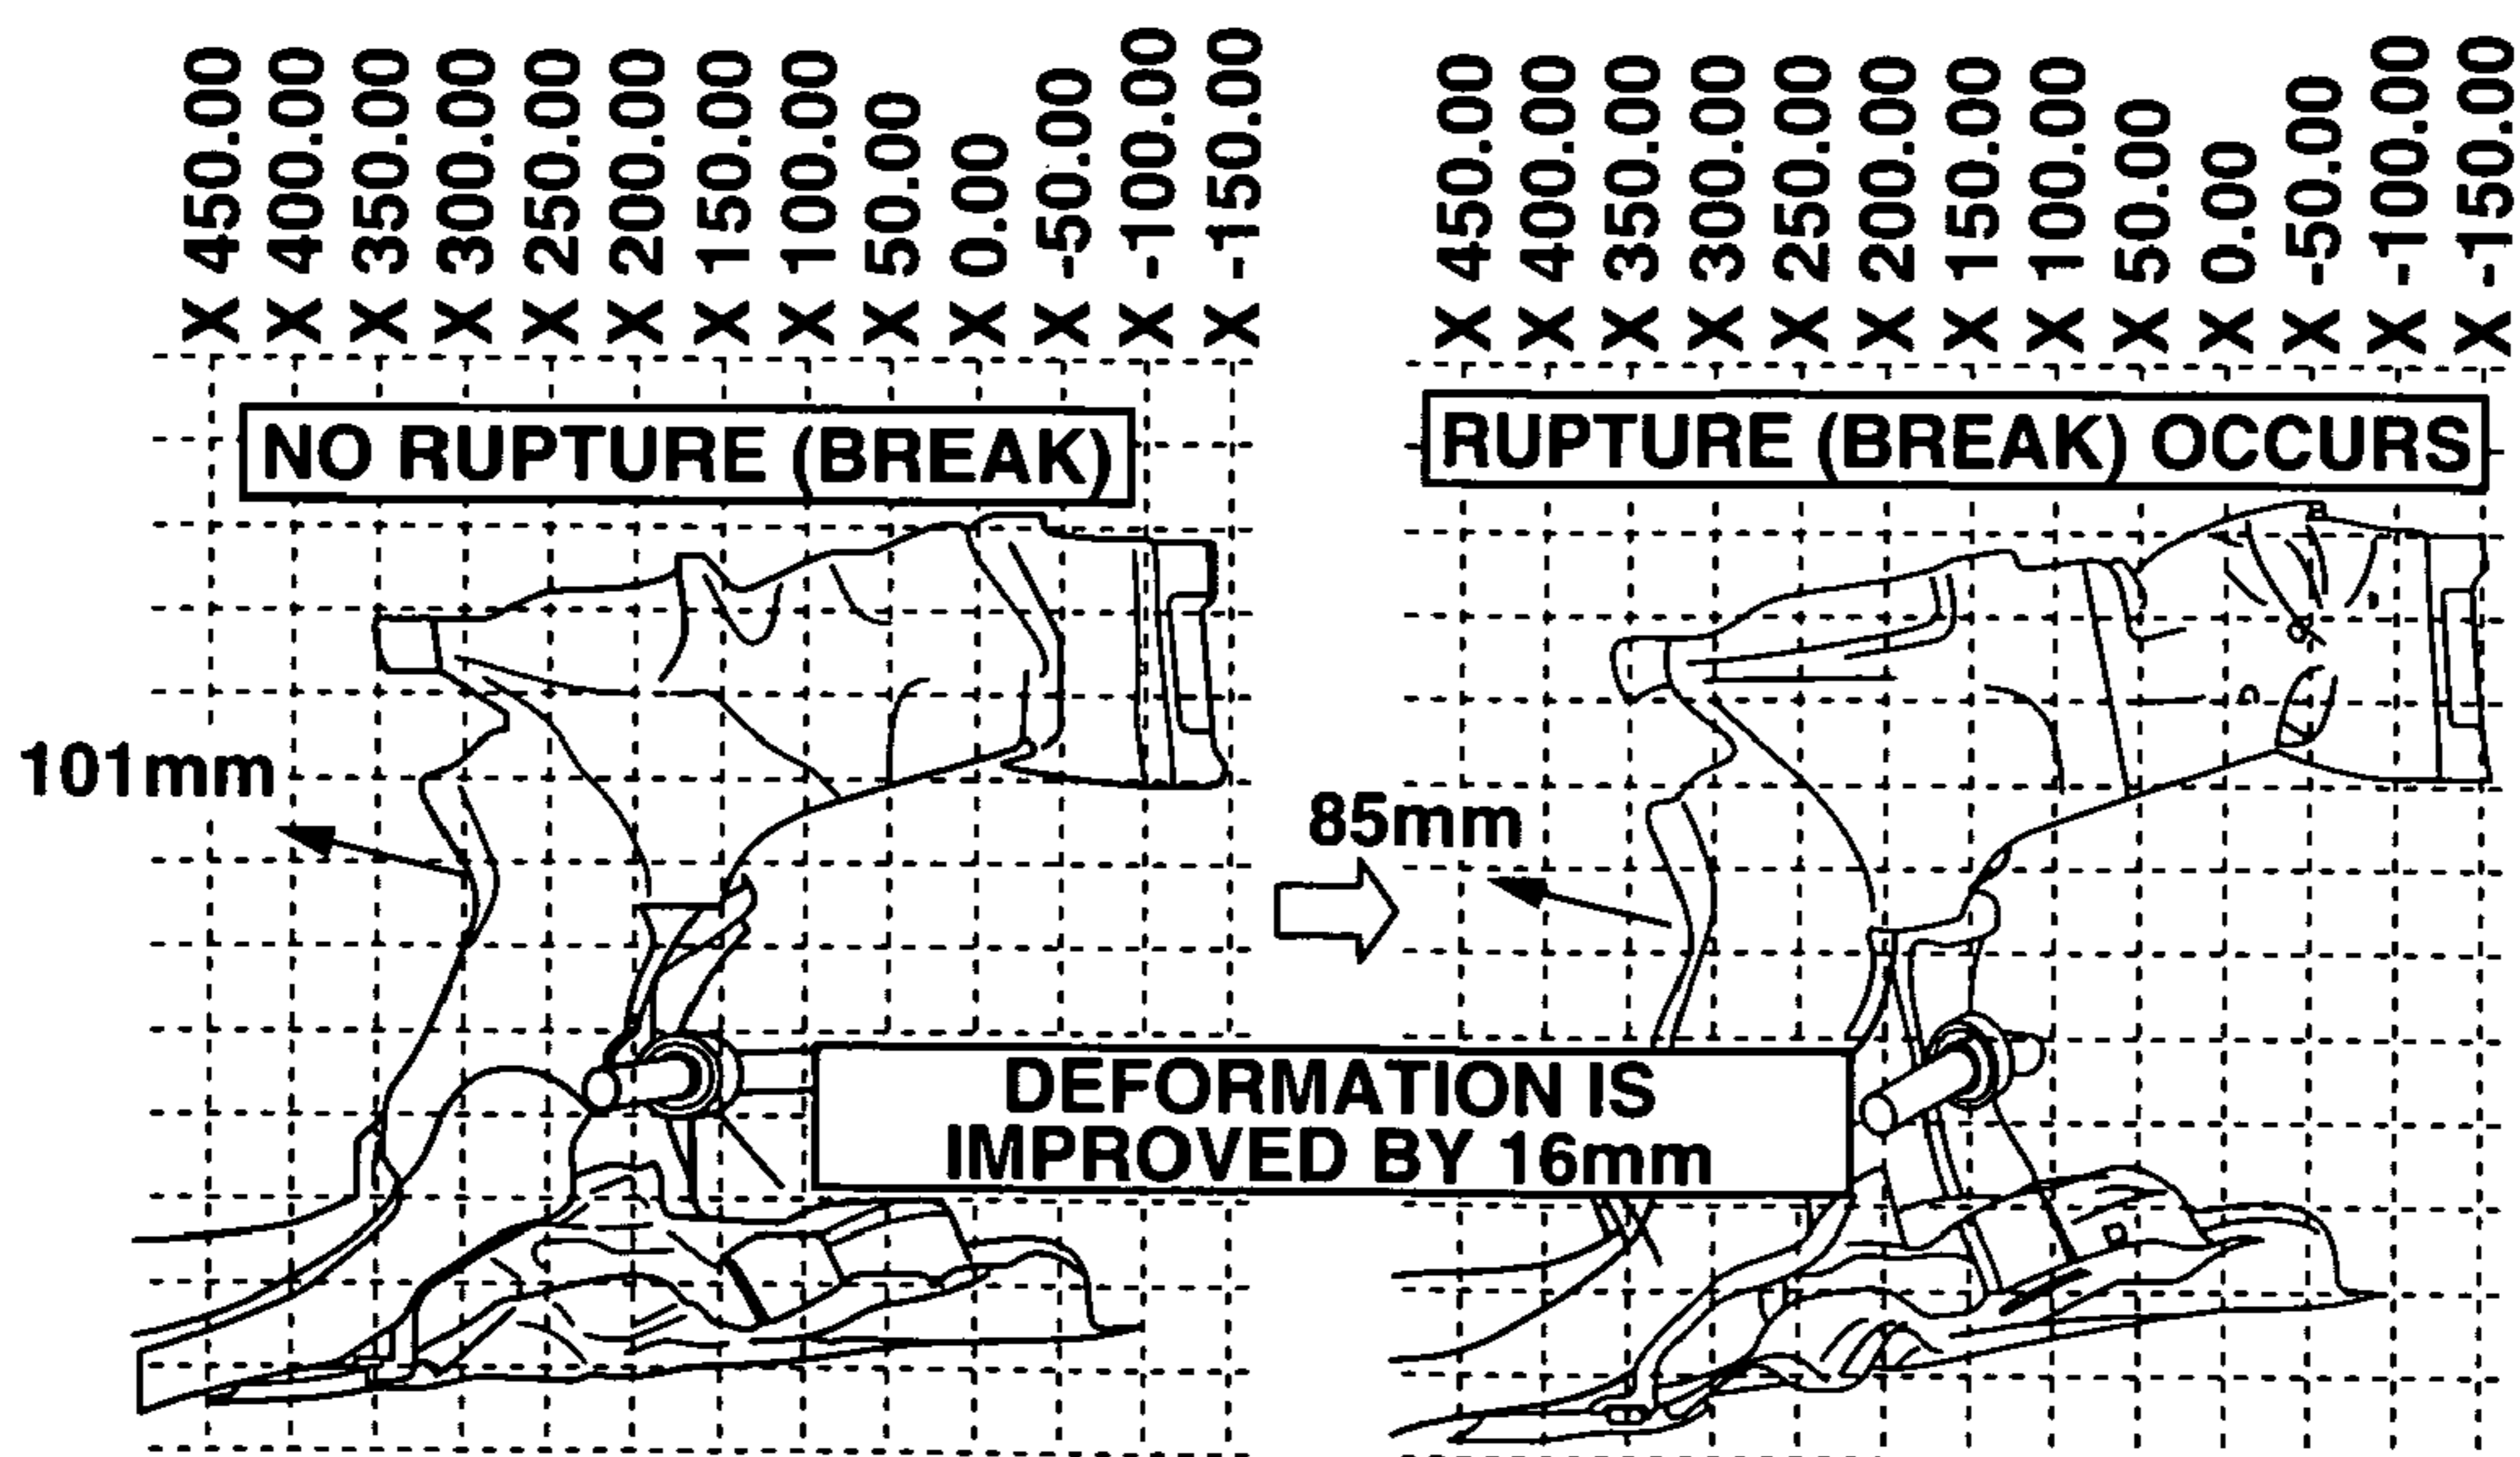 X 450.00
X 400.00
X 350.00
X 300.00
X 250.00
X 200.00
X 150.00
X 100.00
X 50.00
X 0.00
X -50.00
X -100.00
X -150.00
NO RUPTURE (BREAK)
101mm
X 450.00
X 400.00
X 350.00
X 300.00
X 250.00
X 200.00
X 150.00
X 100.00
X 50.00
X 0.00
X -50.00
X -100.00
X -150.00
RUPTURE (BREAK) OCCURS
85mm
DEFORMATION IS
IMPROVED BY 16mm